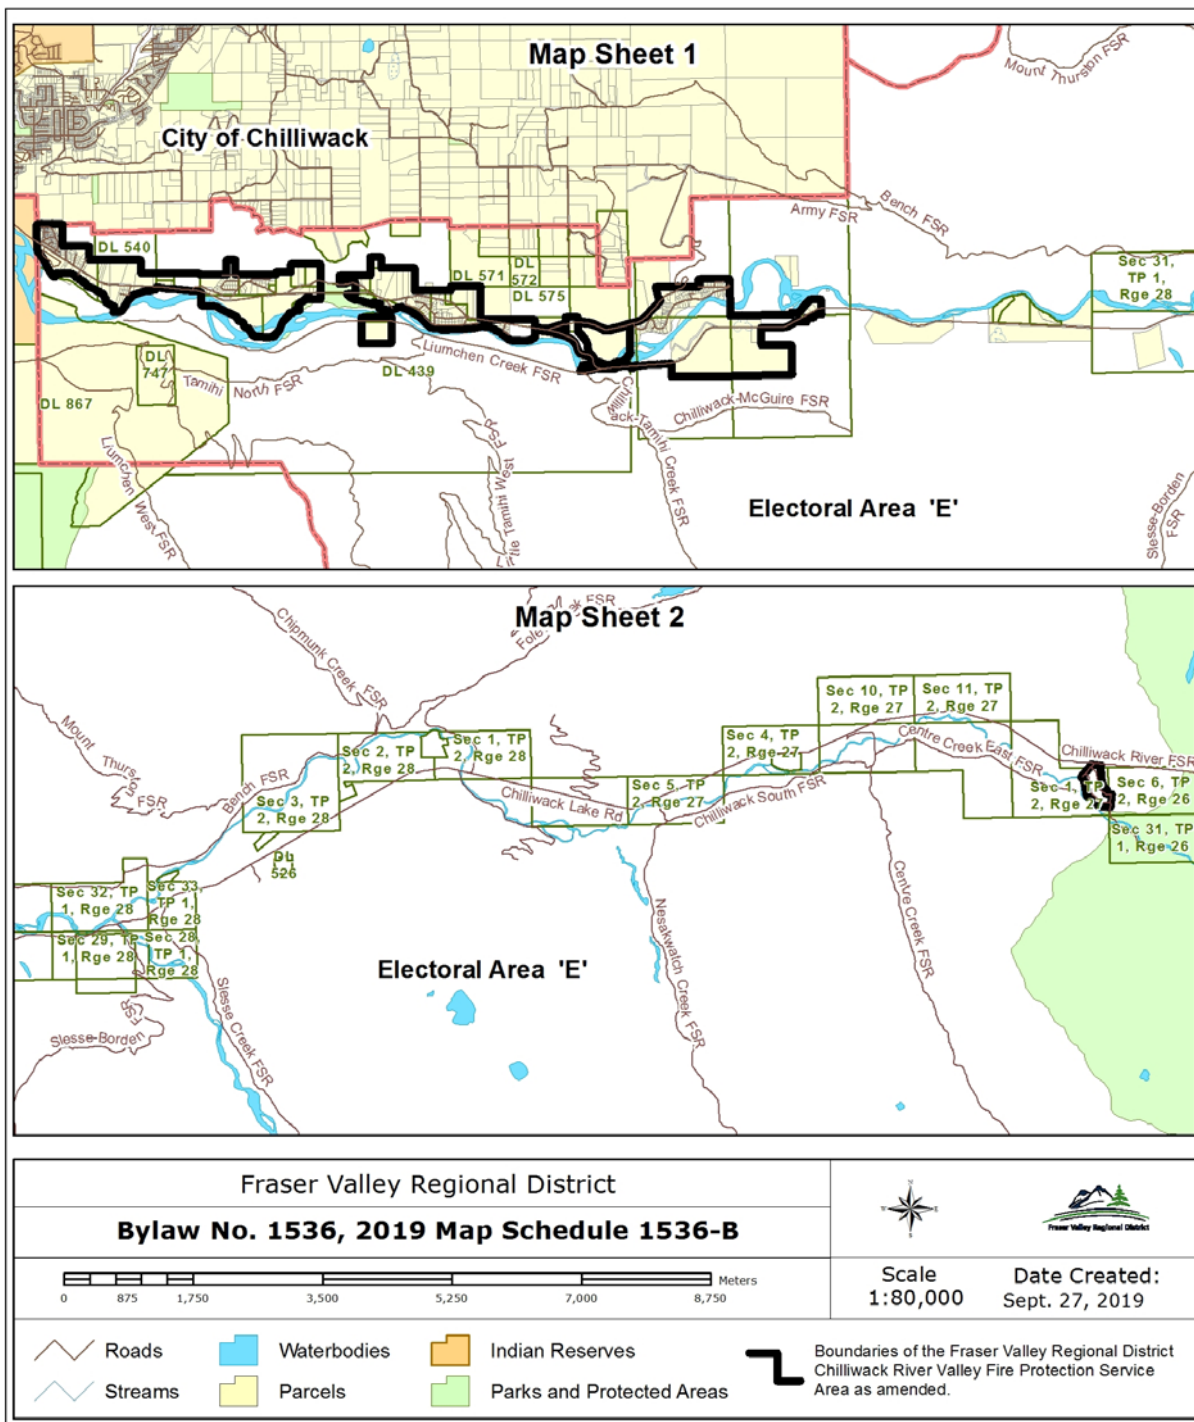 Map Sheet 1
Mount Thurston FSR
City of Chilliwack
Army FSR
Bench FSR
DL 540
DL 571
DL
572
DL 575
Sec 31,
TP 1,
Rge 28
DL
747
Tamihi North FSR
Liumchen Creek FSR
DL 439
DL 867
Chilliwack-McGuire FSR
Chilliwack-Tamihi Creek FSR
Liumchen West FSR
Little Tamihi West FSR
Electoral Area 'E'
Slesse-Borden
FSR
Map Sheet 2
Chipmunk Creek FSR
FSR
Mount Thurston FSR
Bench FSR
Sec 10, TP
2, Rge 27
Sec 11, TP
2, Rge 27
Sec 2, TP
2, Rge 28
Sec 1, TP
2, Rge 28
Sec 4, TP
2, Rge 27
Centre Creek East FSR
Chilliwack River FSR
Sec 3, TP
2, Rge 28
Chilliwack Lake Rd
Sec 5, TP
2, Rge 27
Chilliwack South FSR
Sec 1, TP
2, Rge 27
Sec 6, TP
2, Rge 26
Sec 31, TP
1, Rge 26
DL
526
Sec 32, TP
1, Rge 28
Sec 33,
TP 1,
Rge 28
Sec 29, TP
1, Rge 28
Sec 28,
TP 1,
Rge 28
Slesse-Borden FSR
Slesse Creek FSR
Electoral Area 'E'
Nesakwatch Creek FSR
Centre Creek FSR
Fraser Valley Regional District
Bylaw No. 1536, 2019 Map Schedule 1536-B
Meters
0 875 1,750 3,500 5,250 7,000 8,750
N
Fraser Valley Regional District
Scale
1:80,000
Date Created:
Sept. 27, 2019
Roads
Waterbodies
Indian Reserves
Streams
Parcels
Parks and Protected Areas
Boundaries of the Fraser Valley Regional District
Chilliwack River Valley Fire Protection Service
Area as amended.